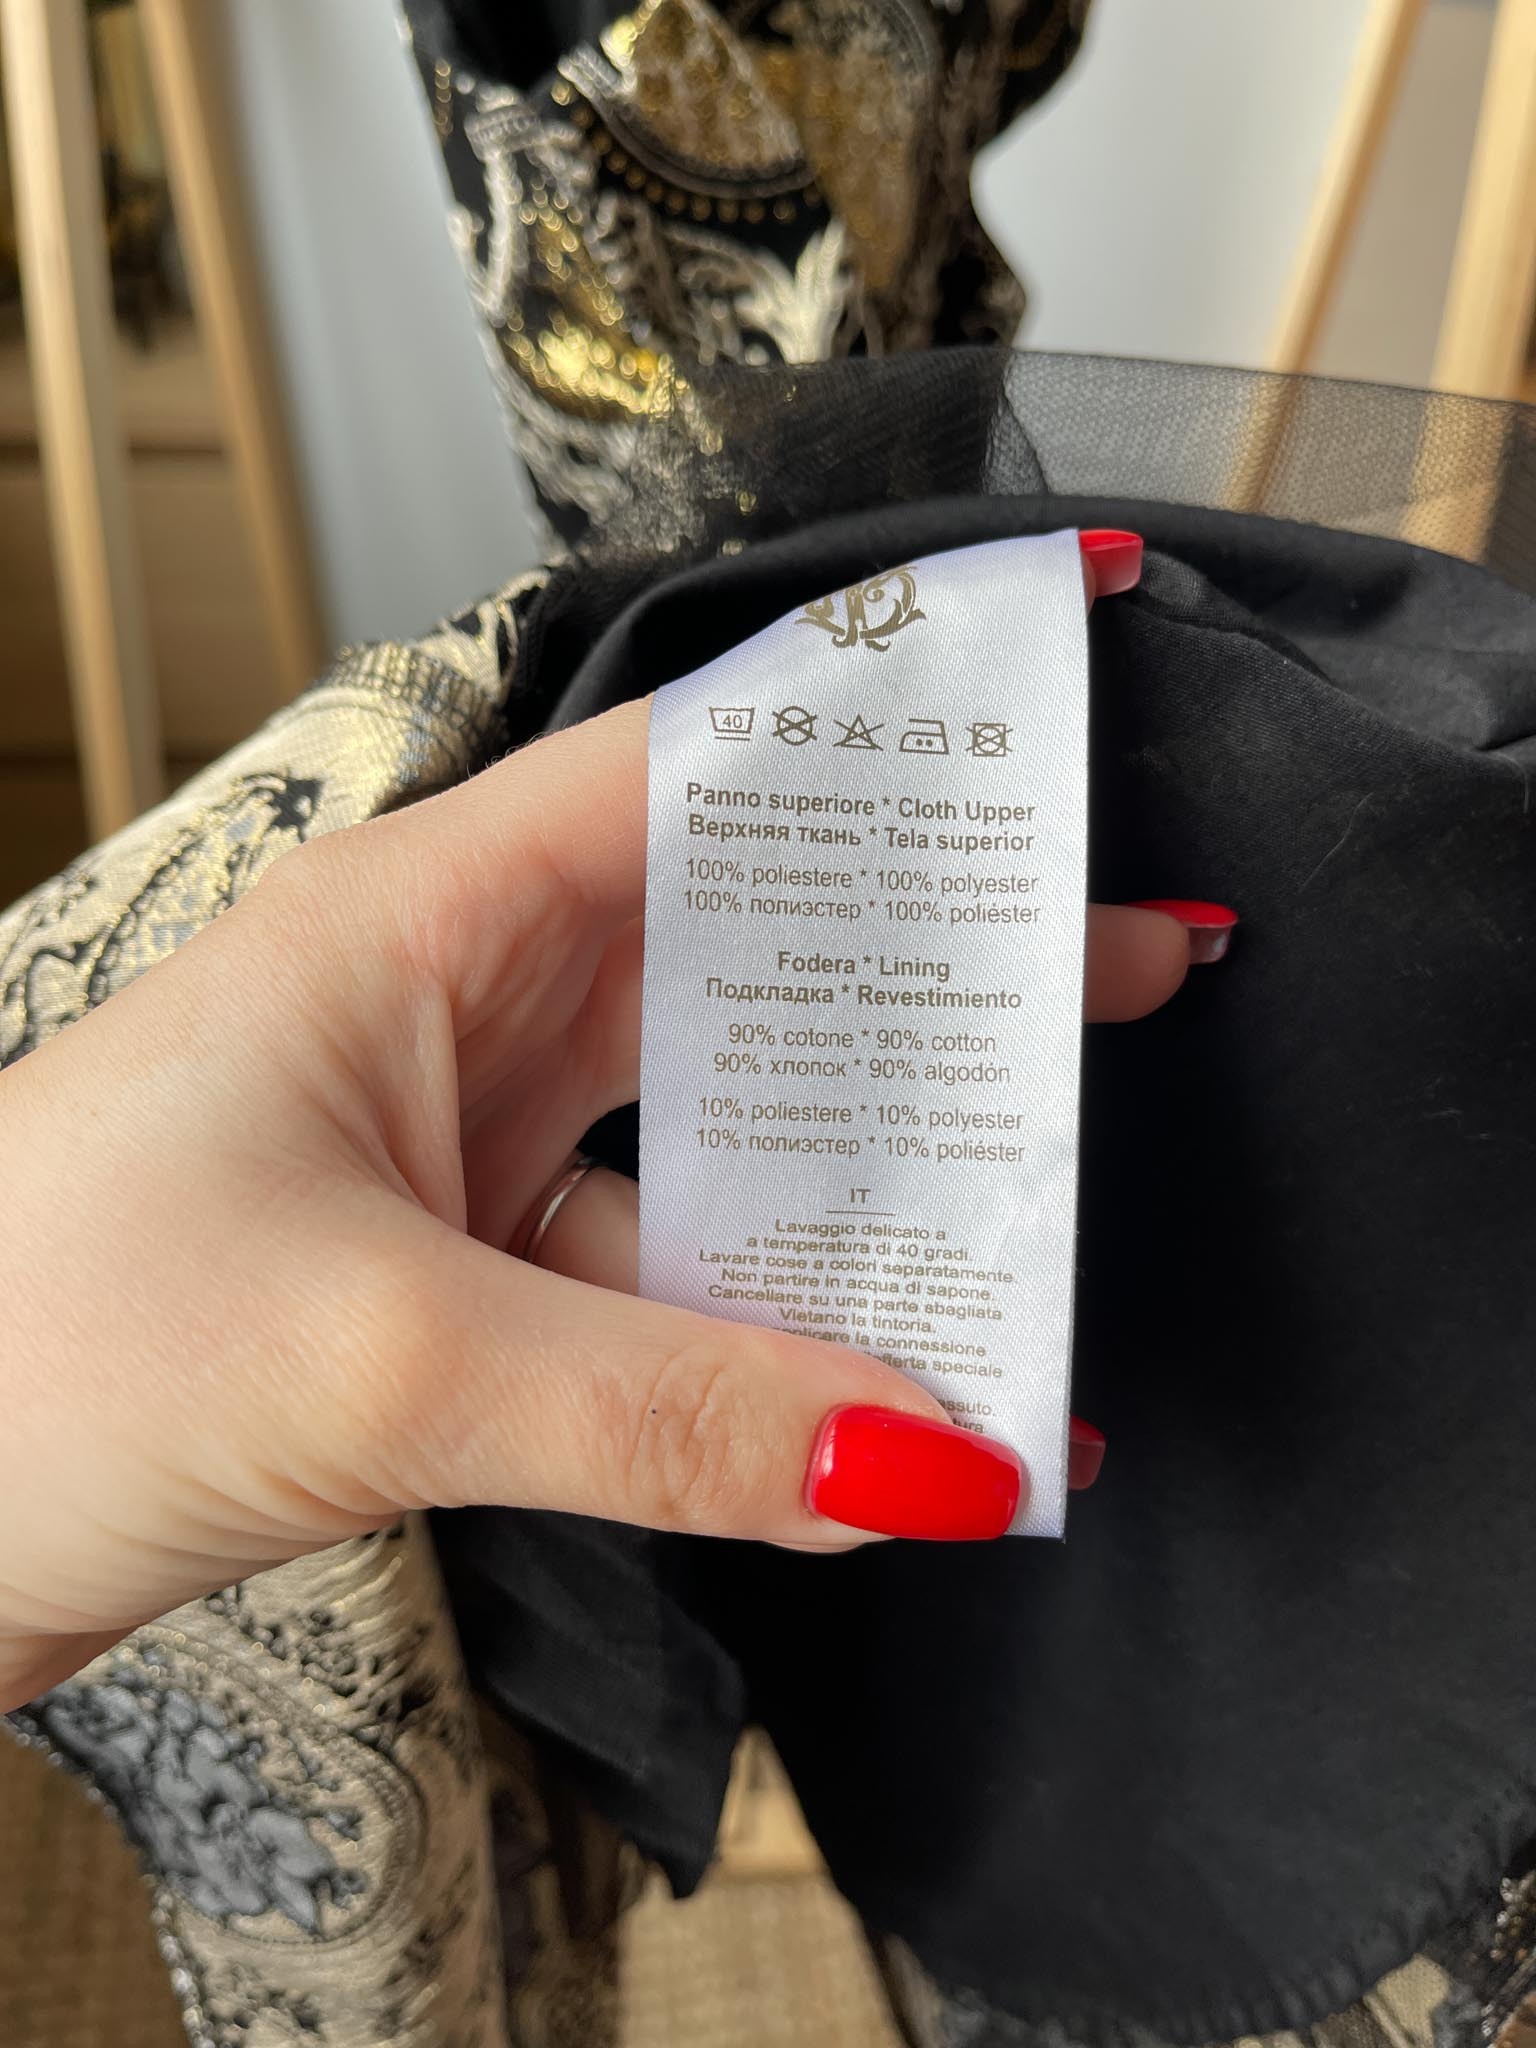 40
Panno superiore * Cloth Upper
Верхняя ткань * Tela superior
100% poliestere * 100% polyester
100% полиэстер * 100% poliéster
Fodera * Lining
Подкладка * Revestimiento
90% cotone * 90% cotton
90% хлопок * 90% algodón
10% poliestere * 10% polyester
10% полиэстер * 10% poliéster
IT
Lavaggio delicato a
a temperatura di 40 gradi.
Lavare cose a colori separatamente.
Non partire in acqua di sapone.
Cancellare su una parte sbagliata.
Vietano la tintoria.
la connessione
speciale